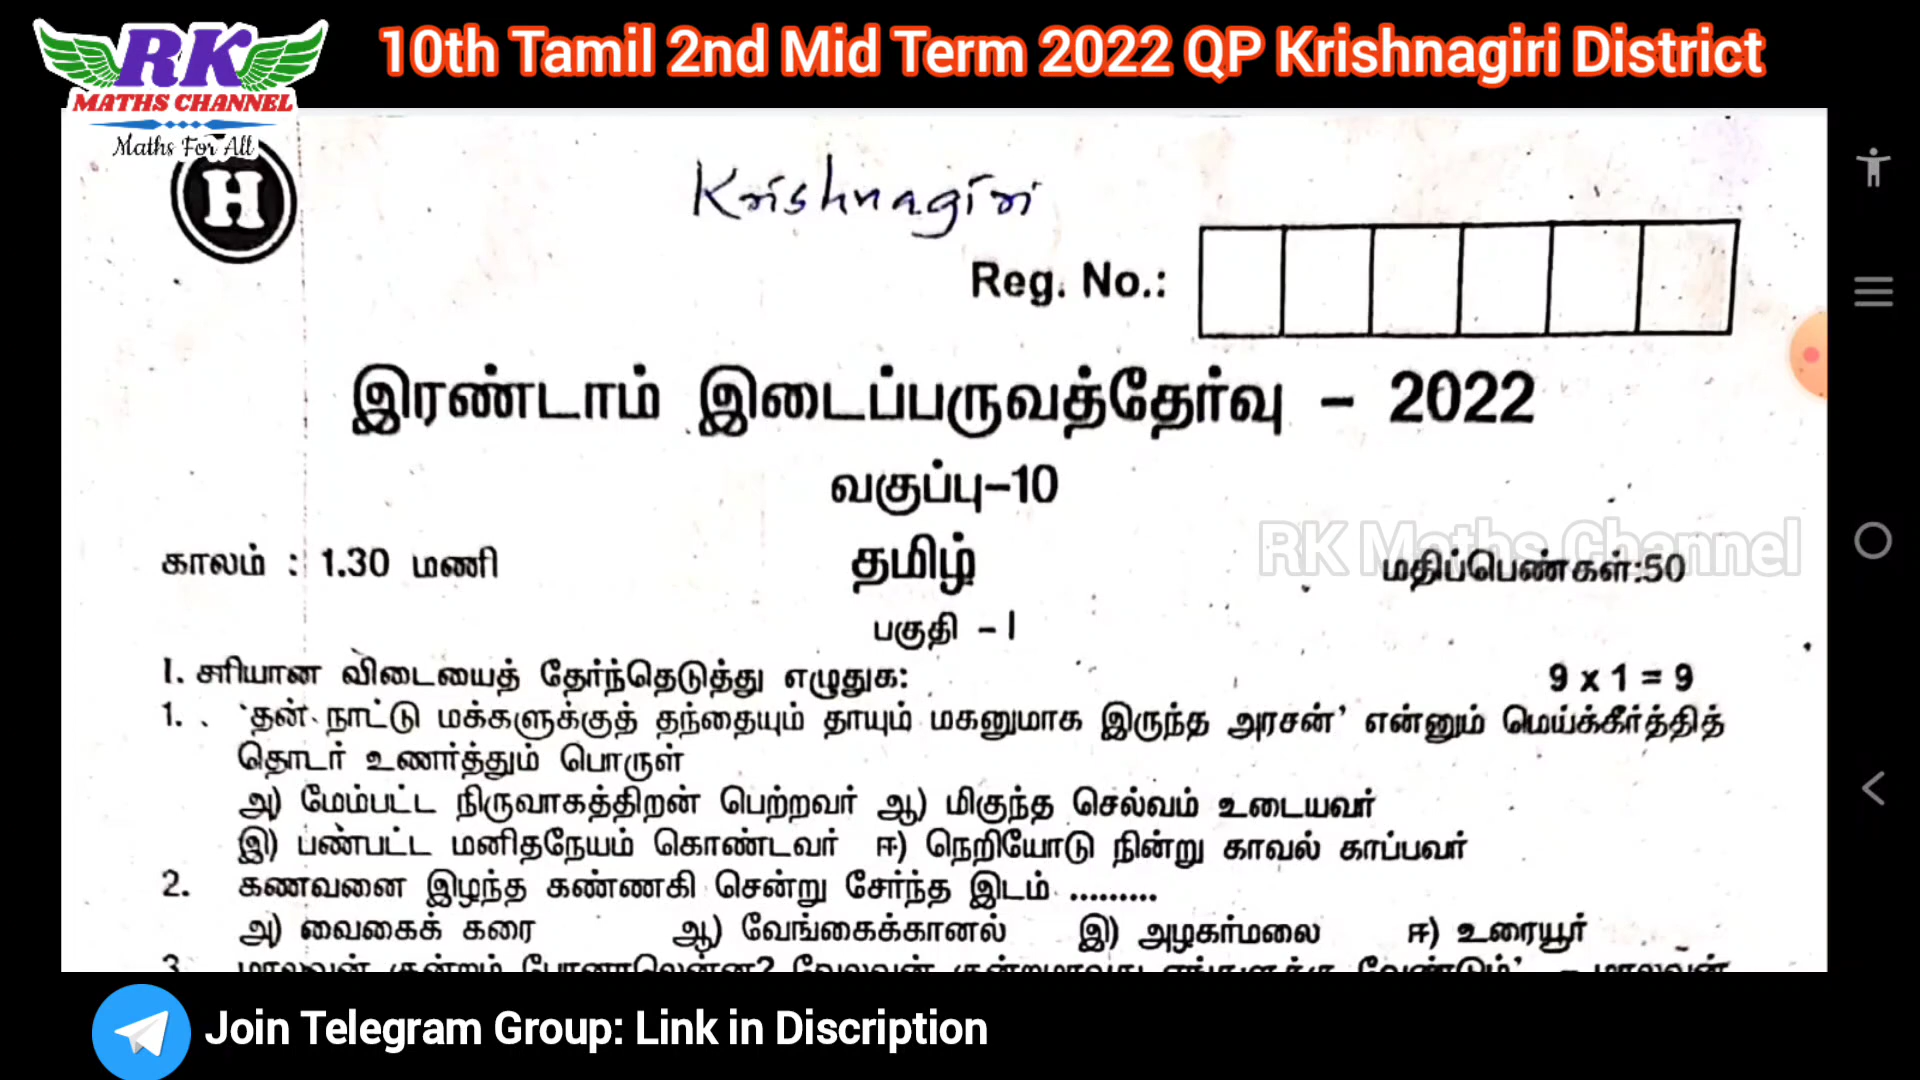 RK
MATHS CHANNEL
Maths For All
10th Tamil 2nd Mid Term 2022 QP Krishnagiri District
H
Krishnagiri
Reg. No.:
இரண்டாம் இடைப்பருவத்தேர்வு – 2022
வகுப்பு–10
RK Maths Channel
காலம் : 1.30 மணி தமிழ் மதிப்பெண்கள்:50
பகுதி – I
I. சரியான விடையைத் தேர்ந்தெடுத்து எழுதுக: 9 x 1 = 9
1. 'தன் நாட்டு மக்களுக்குத் தந்தையும் தாயும் மகனுமாக இருந்த அரசன்' என்னும் மெய்க்கீர்த்தித்
தொடர் உணர்த்தும் பொருள்
அ) மேம்பட்ட நிருவாகத்திறன் பெற்றவர் ஆ) மிகுந்த செல்வம் உடையவர்
இ) பண்பட்ட மனிதநேயம் கொண்டவர் ஈ) நெறியோடு நின்று காவல் காப்பவர்
2. கணவனை இழந்த கண்ணகி சென்று சேர்ந்த இடம் .........
அ) வைகைக் கரை ஆ) வேங்கைக்கானல் இ) அழகர்மலை ஈ) உரையூர்
Join Telegram Group: Link in Discription